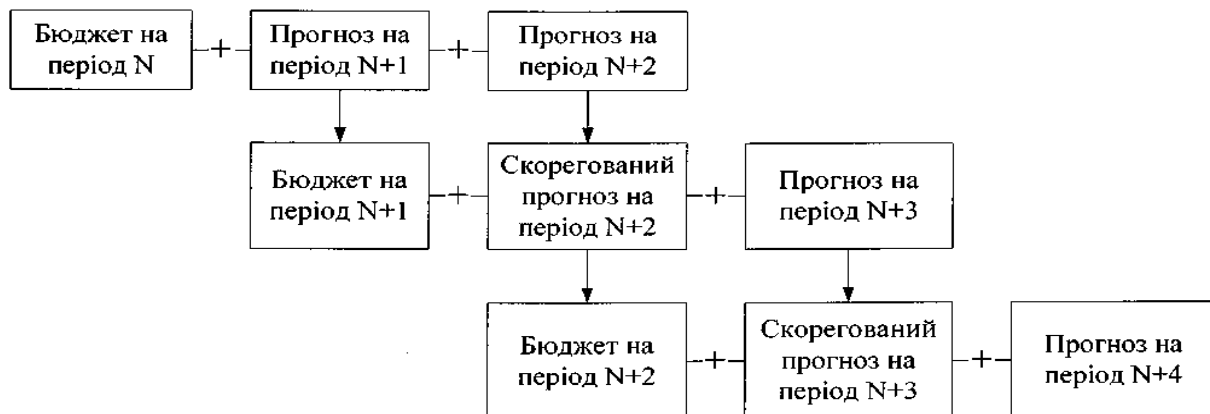 Бюджет на
період N
+
Прогноз на
період N+1
+
Прогноз на
період N+2
Бюджет на
період N+1
+
Скорегований
прогноз на
період N+2
+
Прогноз на
період N+3
Бюджет на
період N+2
+
Скорегований
прогноз на
період N+3
+
Прогноз на
період N+4